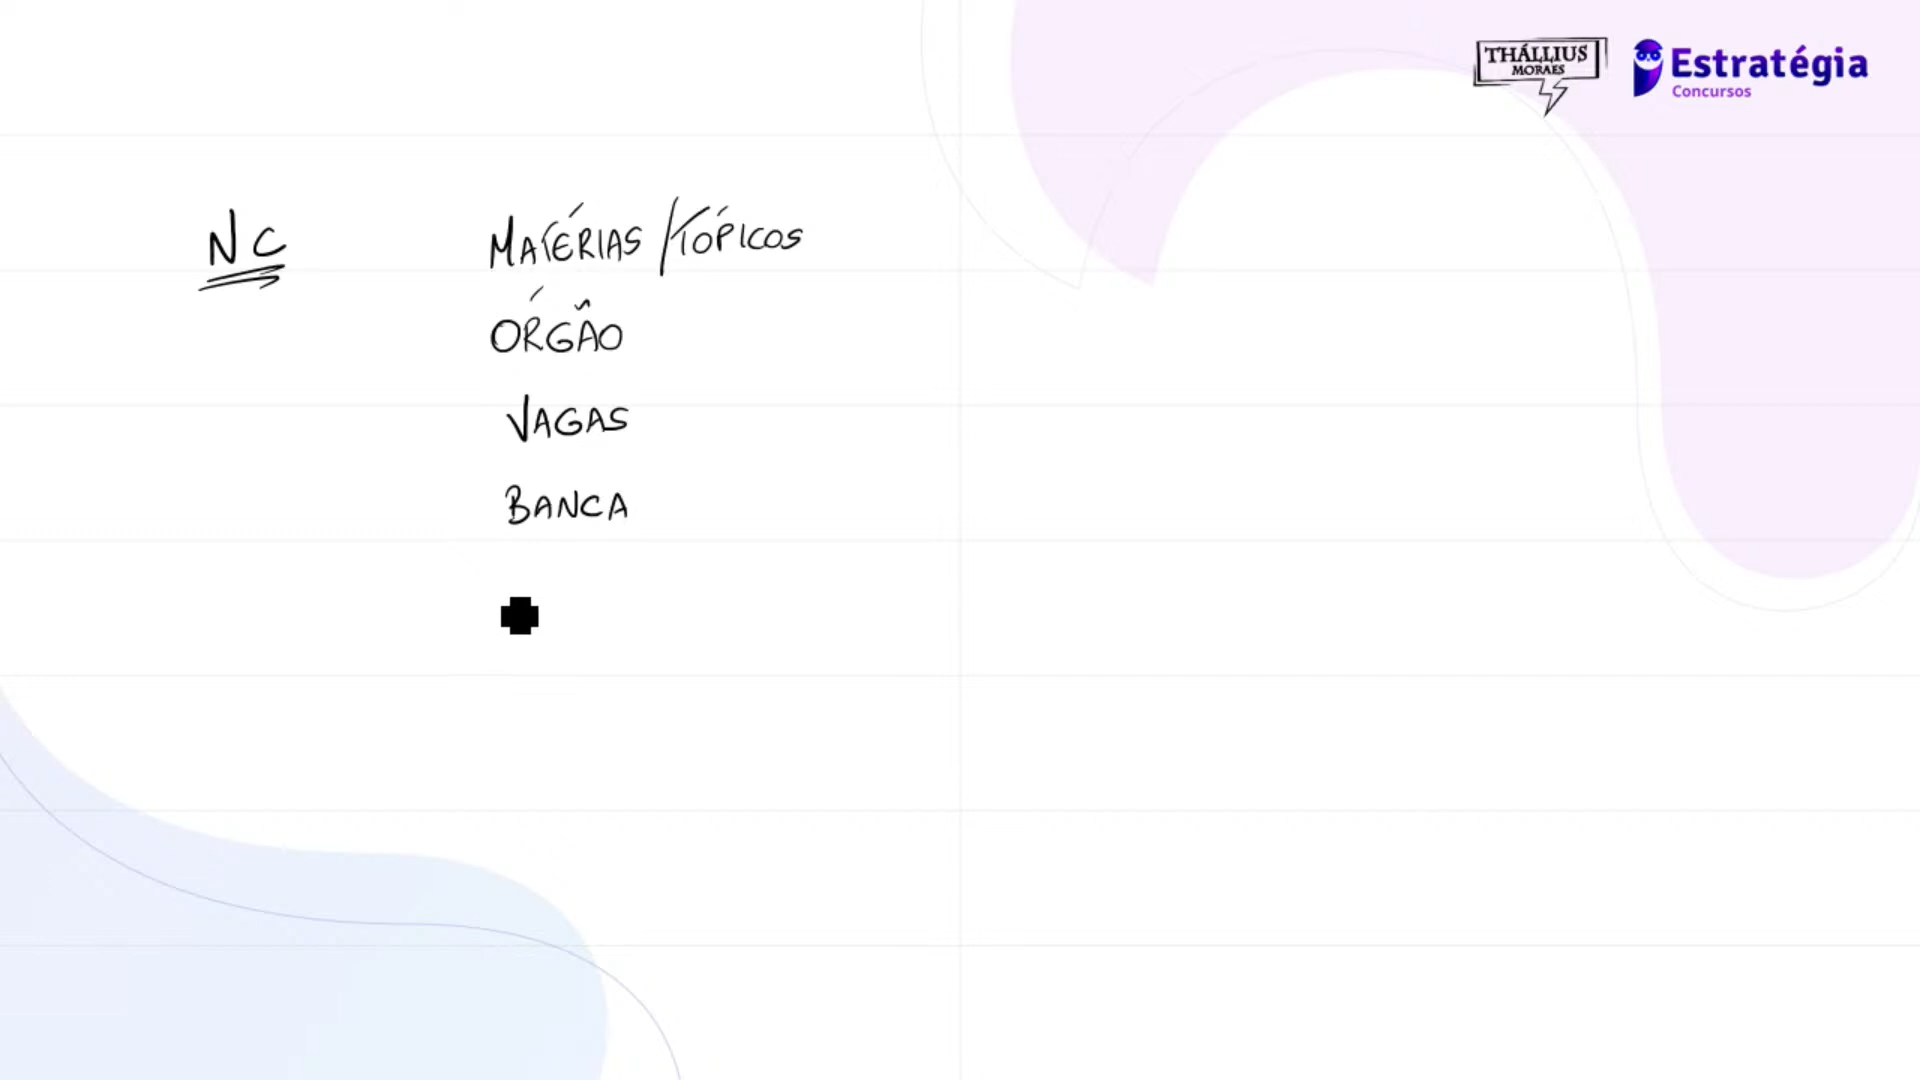 THÁLLIUS
MORAES
Estratégia
Concursos
NC
MATÉRIAS/TÓPICOS
ÓRGÃO
VAGAS
BANCA